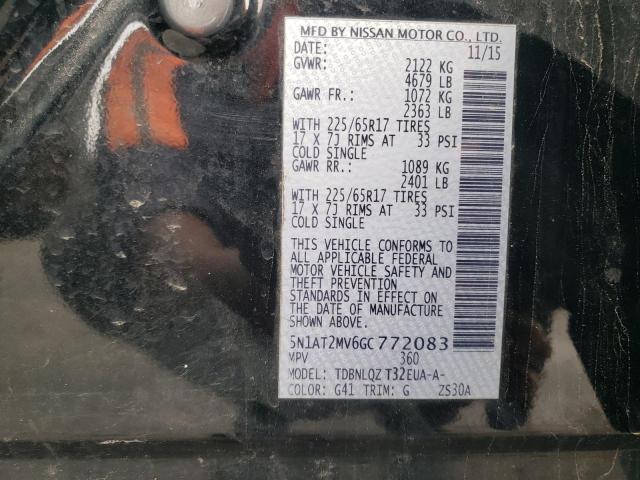 MFD BY NISSAN MOTOR CO., LTD.
DATE: 11/15
GVWR: 2122 KG
4679 LB
GAWR FR.: 1072 KG
2363 LB
WITH 225/65R17 TIRES
17 X 7J RIMS AT 33 PSI
COLD SINGLE
GAWR RR.: 1089 KG
2401 LB
WITH 225/65R17 TIRES
17 X 7J RIMS AT 33 PSI
COLD SINGLE
THIS VEHICLE CONFORMS TO
ALL APPLICABLE FEDERAL
MOTOR VEHICLE SAFETY AND
THEFT PREVENTION
STANDARDS IN EFFECT ON
THE DATE OF MANUFACTURE
SHOWN ABOVE.
5N1AT2MV6GC772083
MPV 360
MODEL: TDBNLQZ T32EUA-A-
COLOR: G41 TRIM: G ZS30A